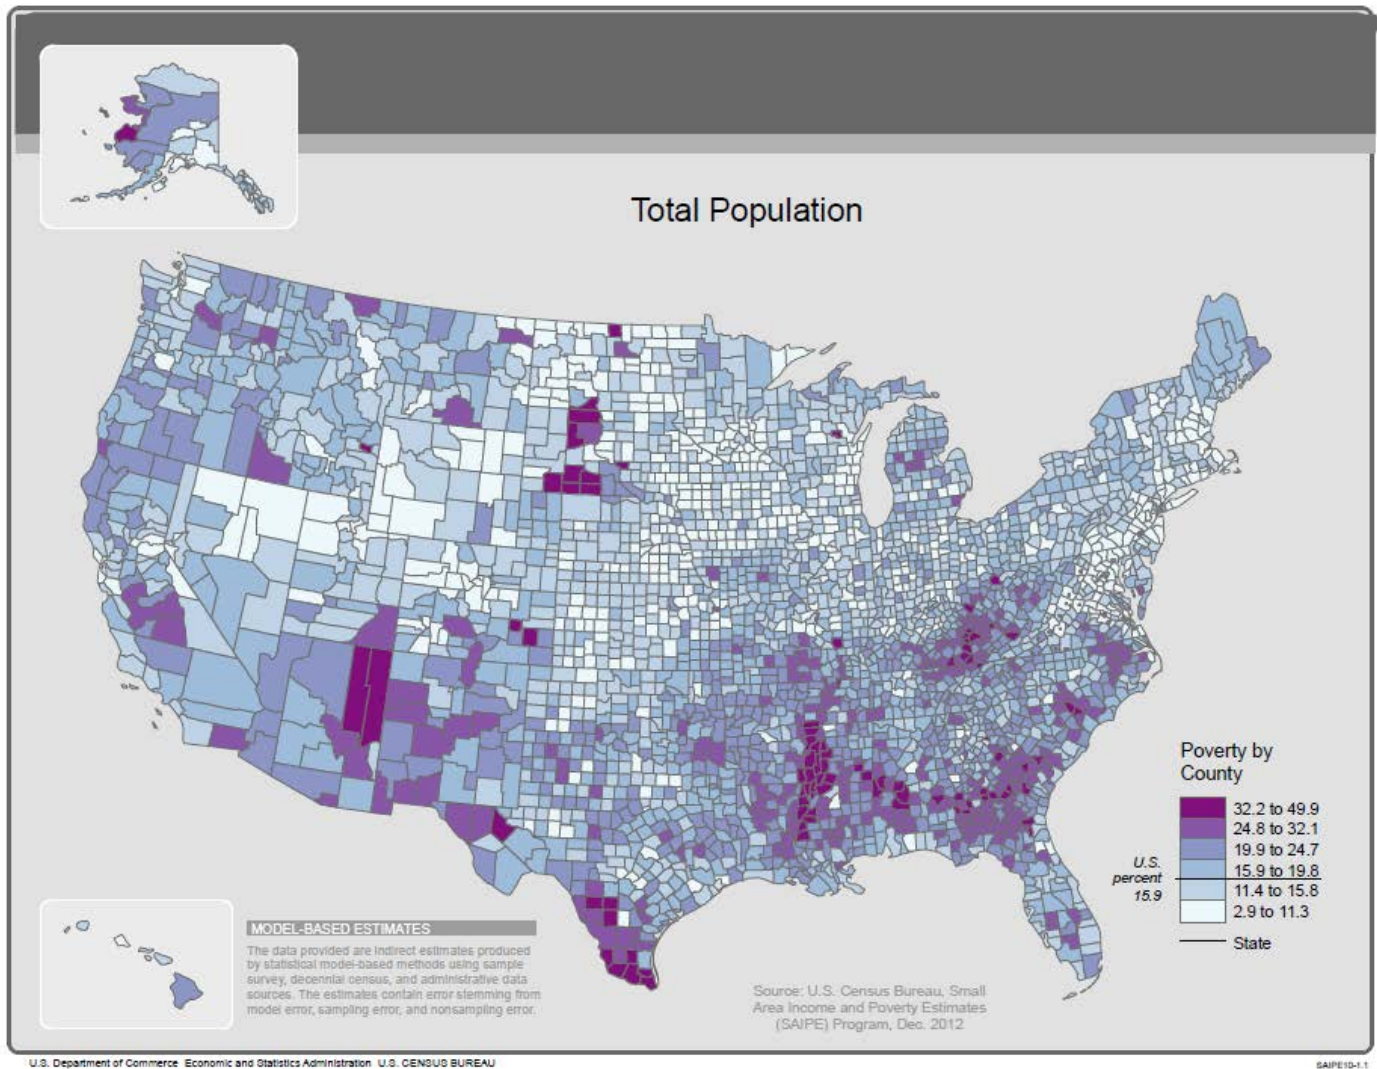 Total Population
Poverty by
County
32.2 to 49.9
24.8 to 32.1
19.9 to 24.7
15.9 to 19.8
11.4 to 15.8
2.9 to 11.3
U.S.
percent
15.9
State
MODEL-BASED ESTIMATES
The data provided are indirect estimates produced
by statistical model-based methods using sample
survey, decennial census, and administrative data
sources. The estimates contain error stemming from
model error, sampling error, and nonsampling error.
Source: U.S. Census Bureau, Small
Area Income and Poverty Estimates
(SAIPE) Program, Dec. 2012
U.S. Department of Commerce Economic and Statistics Administration U.S. CENSUS BUREAU
SAIPE10-1.1